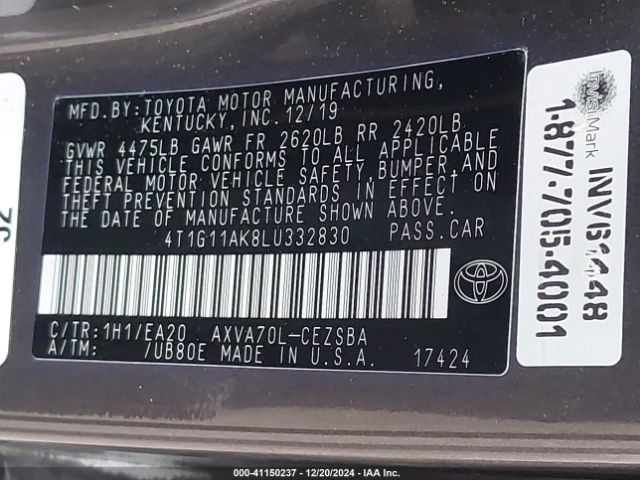 MFD.BY:TOYOTA MOTOR MANUFACTURING,
KENTUCKY,INC.12/19
GVWR 4475LB GAWR FR 2620LB RR 2420LB
THIS VEHICLE CONFORMS TO ALL APPLICABLE
FEDERAL MOTOR VEHICLE SAFETY,BUMPER,AND
THEFT PREVENTION STANDARDS IN EFFECT ON
THE DATE OF MANUFACTURE SHOWN ABOVE.
4T1G11AK8LU332830 PASS.CAR
C/TR:1H1/EA20 AXVA70L-CEZSBA
A/TM: /UB80E MADE IN U.S.A. 17424
Mark
1-877-705-4001
000-41150237 - 12/20/2024 - IAA Inc.